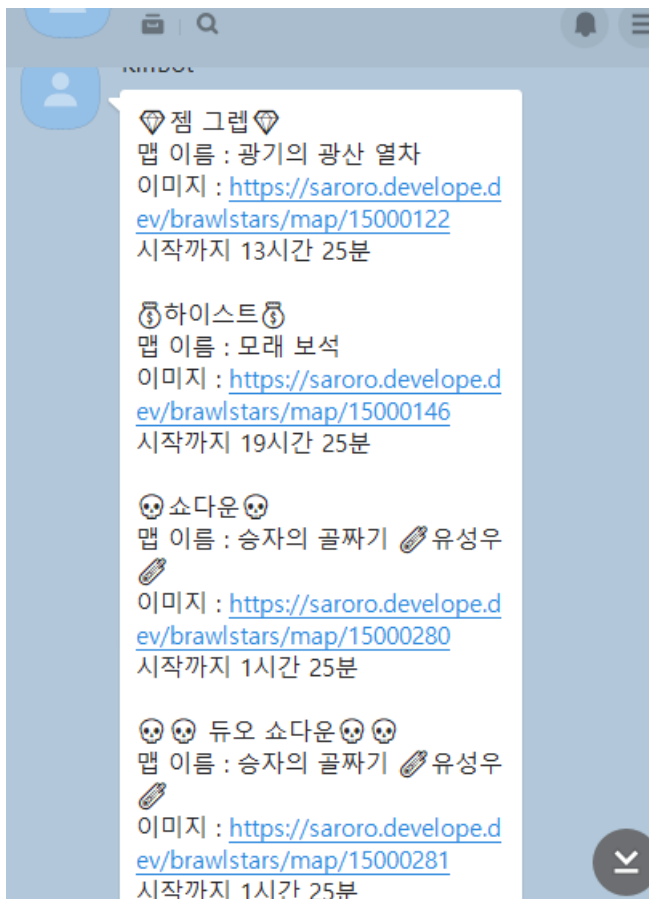 💎젬 그렙💎
맵 이름 : 광기의 광산 열차
이미지 : https://saroro.develope.d
ev/brawlstars/map/15000122
시작까지 13시간 25분
💰하이스트💰
맵 이름 : 모래 보석
이미지 : https://saroro.develope.d
ev/brawlstars/map/15000146
시작까지 19시간 25분
💀쇼다운💀
맵 이름 : 승자의 골짜기 ☄유성우
☄
이미지 : https://saroro.develope.d
ev/brawlstars/map/15000280
시작까지 1시간 25분
💀💀 듀오 쇼다운💀💀
맵 이름 : 승자의 골짜기 ☄유성우
☄
이미지 : https://saroro.develope.d
ev/brawlstars/map/15000281
시작까지 1시간 25분